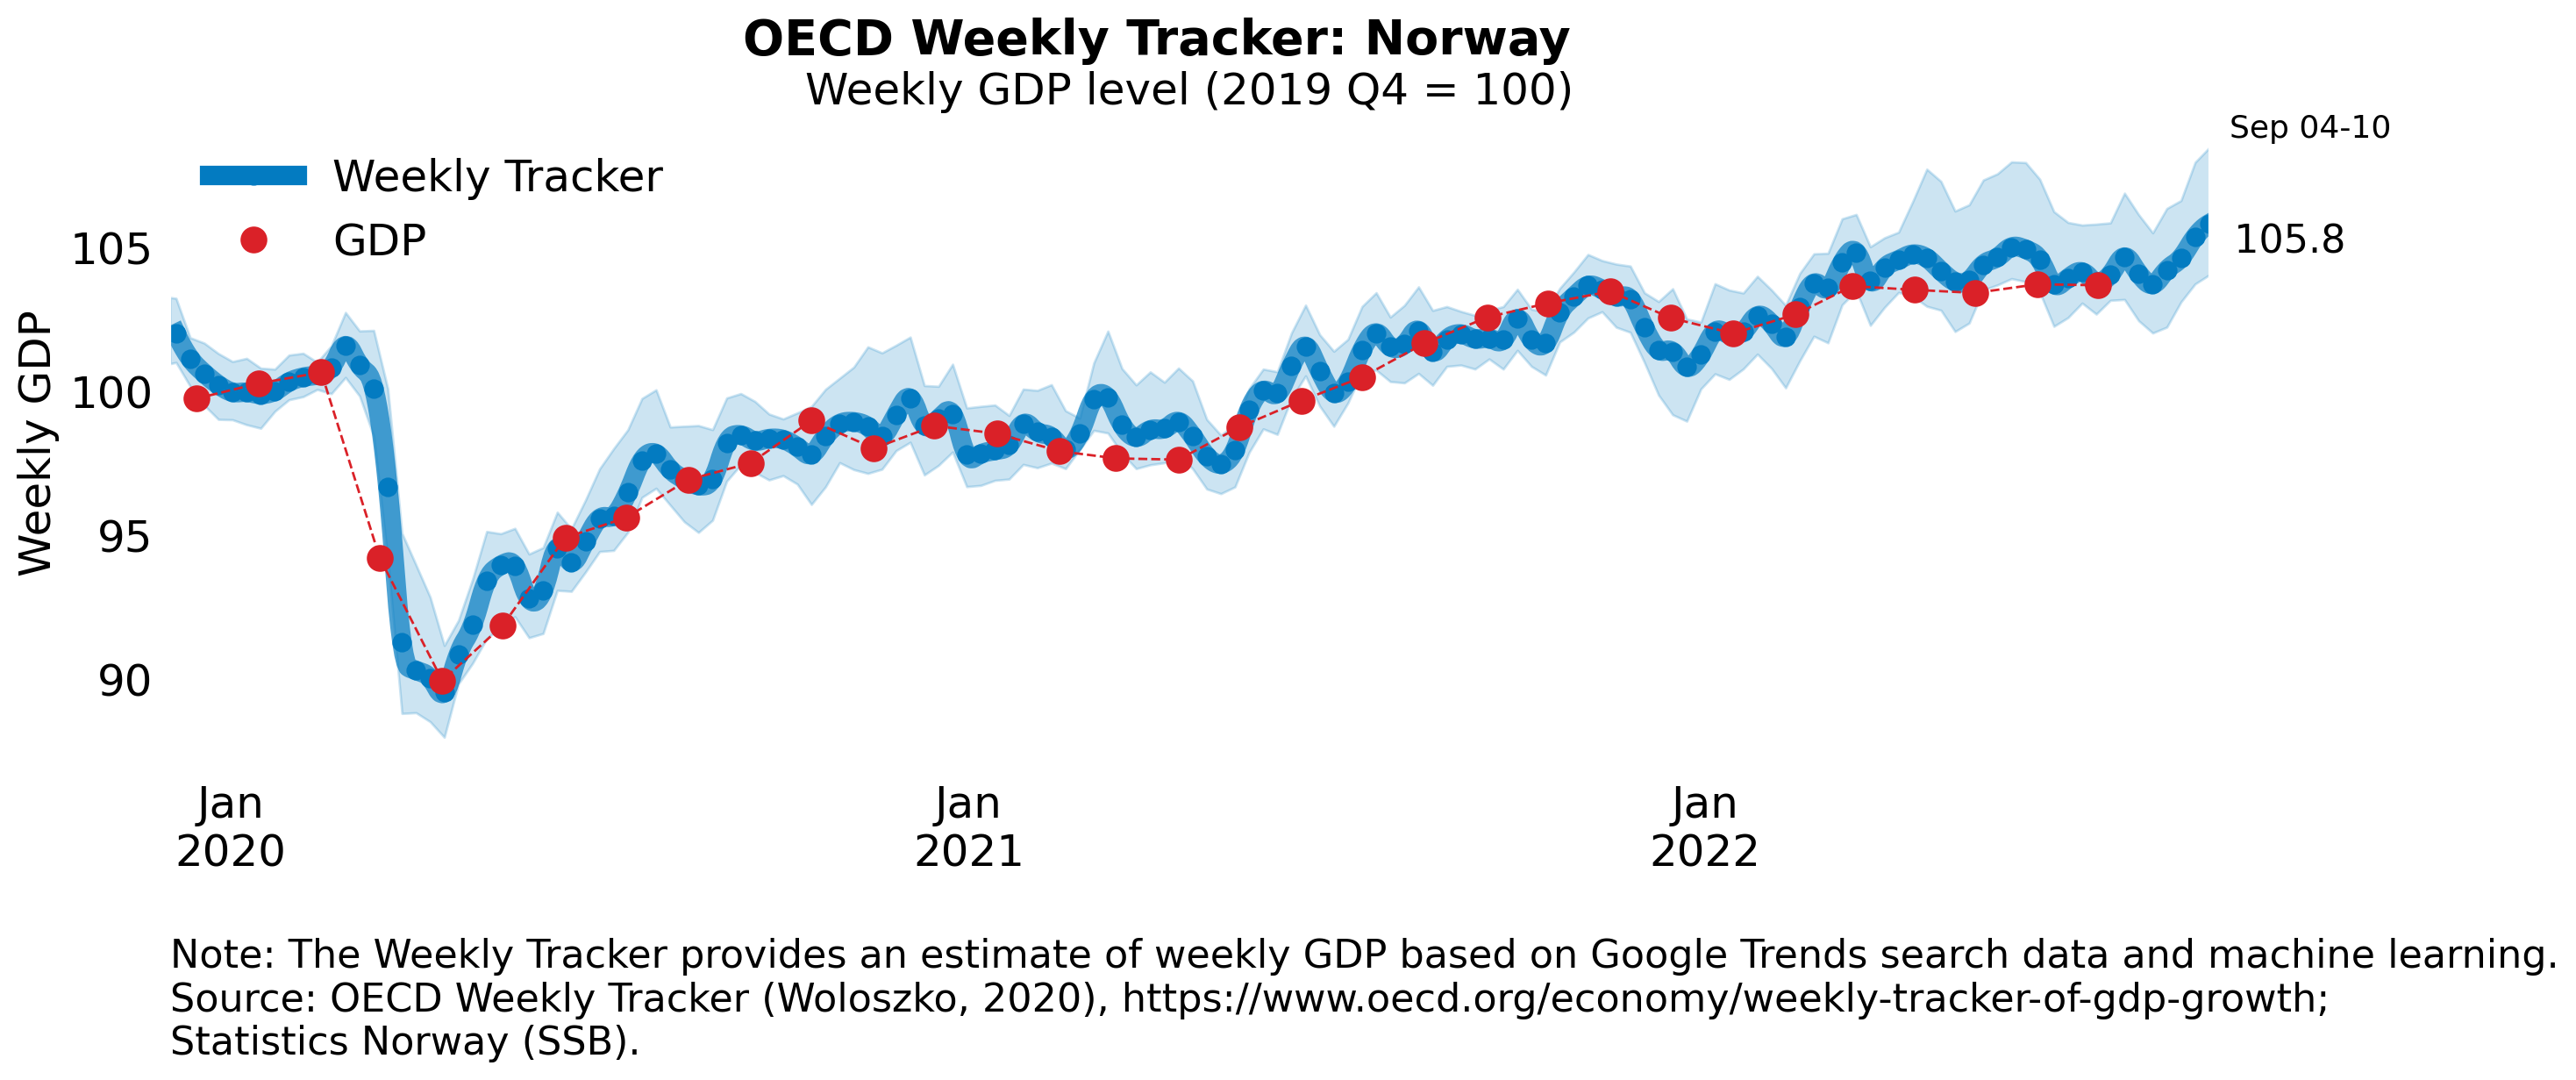 OECD Weekly Tracker: Norway
Weekly GDP level (2019 Q4 = 100)
Sep 04-10
Weekly Tracker
GDP
105.8
105
100
95
90
Weekly GDP
Jan
2020
Jan
2021
Jan
2022
Note: The Weekly Tracker provides an estimate of weekly GDP based on Google Trends search data and machine learning.
Source: OECD Weekly Tracker (Woloszko, 2020), https://www.oecd.org/economy/weekly-tracker-of-gdp-growth;
Statistics Norway (SSB).